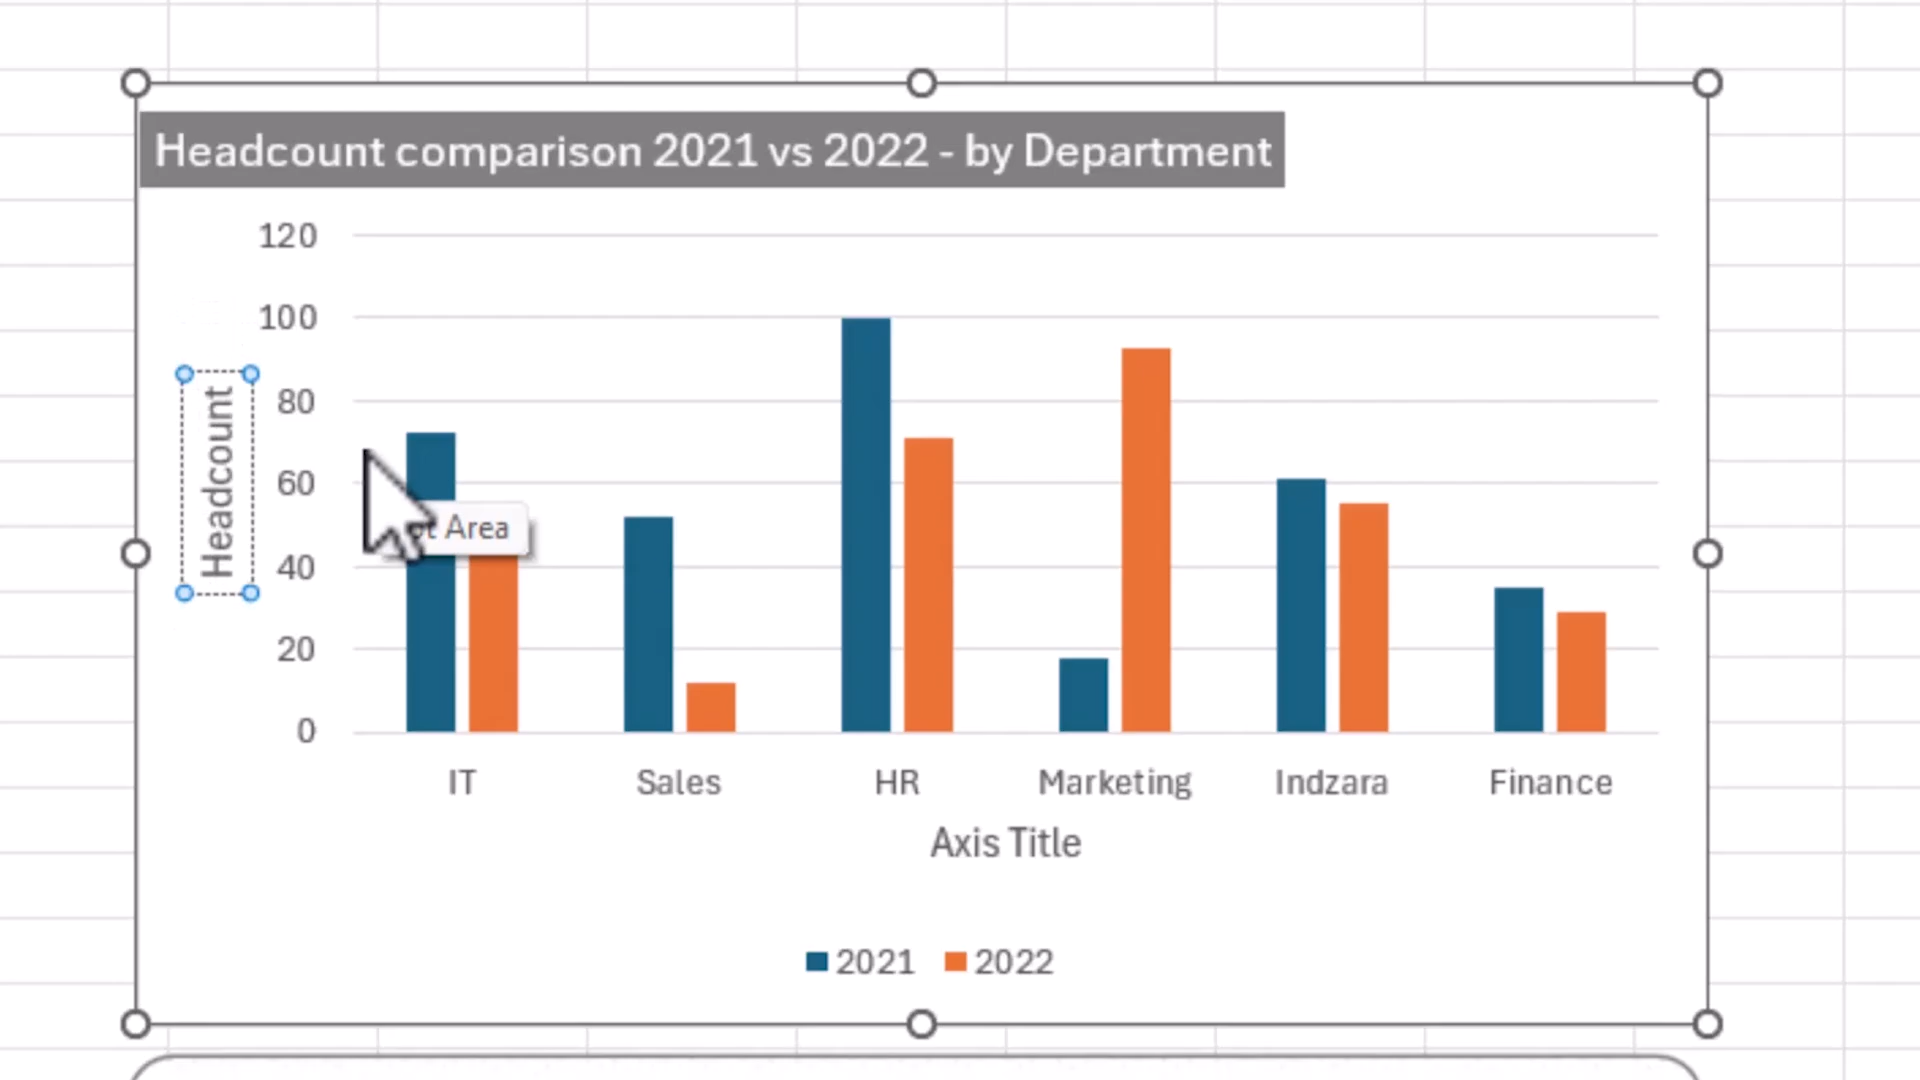 Headcount comparison 2021 vs 2022 - by Department
120
100
80
60
40
20
0
Headcount
Area
IT Sales HR Marketing Indzara Finance
Axis Title
2021 2022